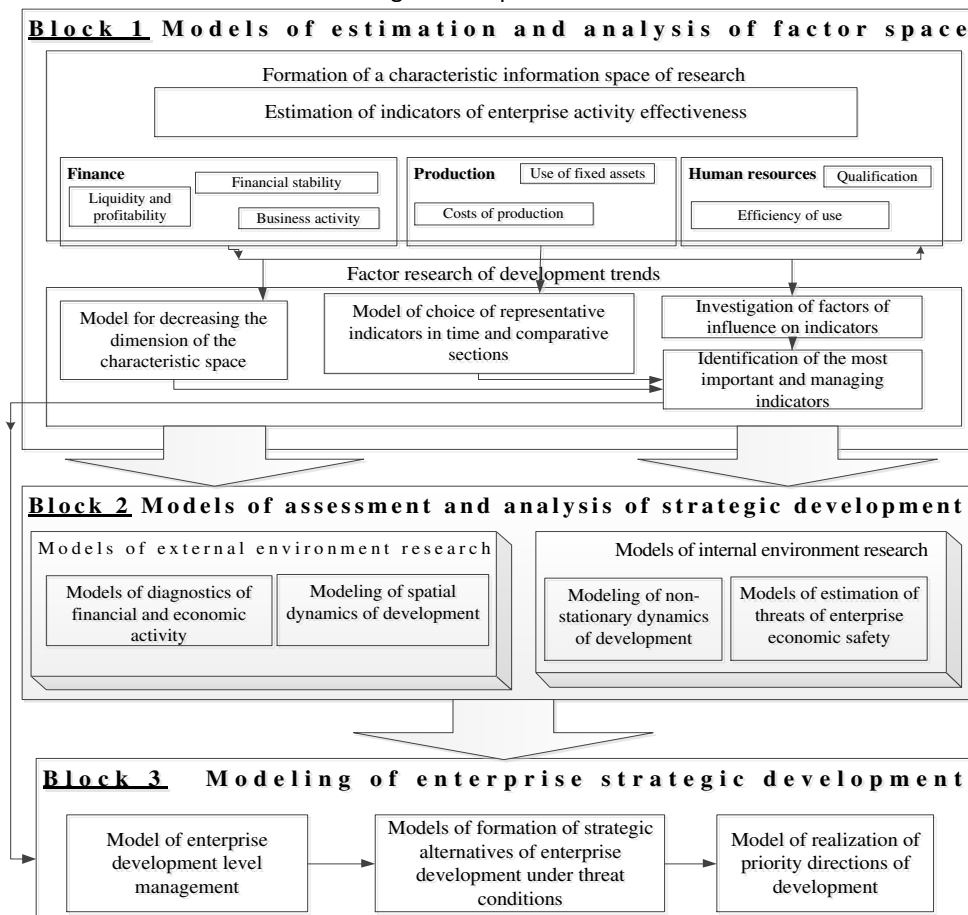 Block 1 Models of estimation and analysis of factor space
Formation of a characteristic information space of research
Estimation of indicators of enterprise activity effectiveness
Finance
Financial stability
Liquidity and
profitability
Business activity
Production
Use of fixed assets
Costs of production
Human resources
Qualification
Efficiency of use
Factor research of development trends
Model for decreasing the
dimension of the
characteristic space
Model of choice of representative
indicators in time and comparative
sections
Investigation of factors of
influence on indicators
Identification of the most
important and managing
indicators
Block 2 Models of assessment and analysis of strategic development
Models of external environment research
Models of diagnostics of
financial and economic
activity
Modeling of spatial
dynamics of development
Models of internal environment research
Modeling of non-
stationary dynamics
of development
Models of estimation of
threats of enterprise
economic safety
Block 3 Modeling of enterprise strategic development
Model of enterprise
development level
management
Models of formation of strategic
alternatives of enterprise
development under threat
conditions
Model of realization of
priority directions of
development